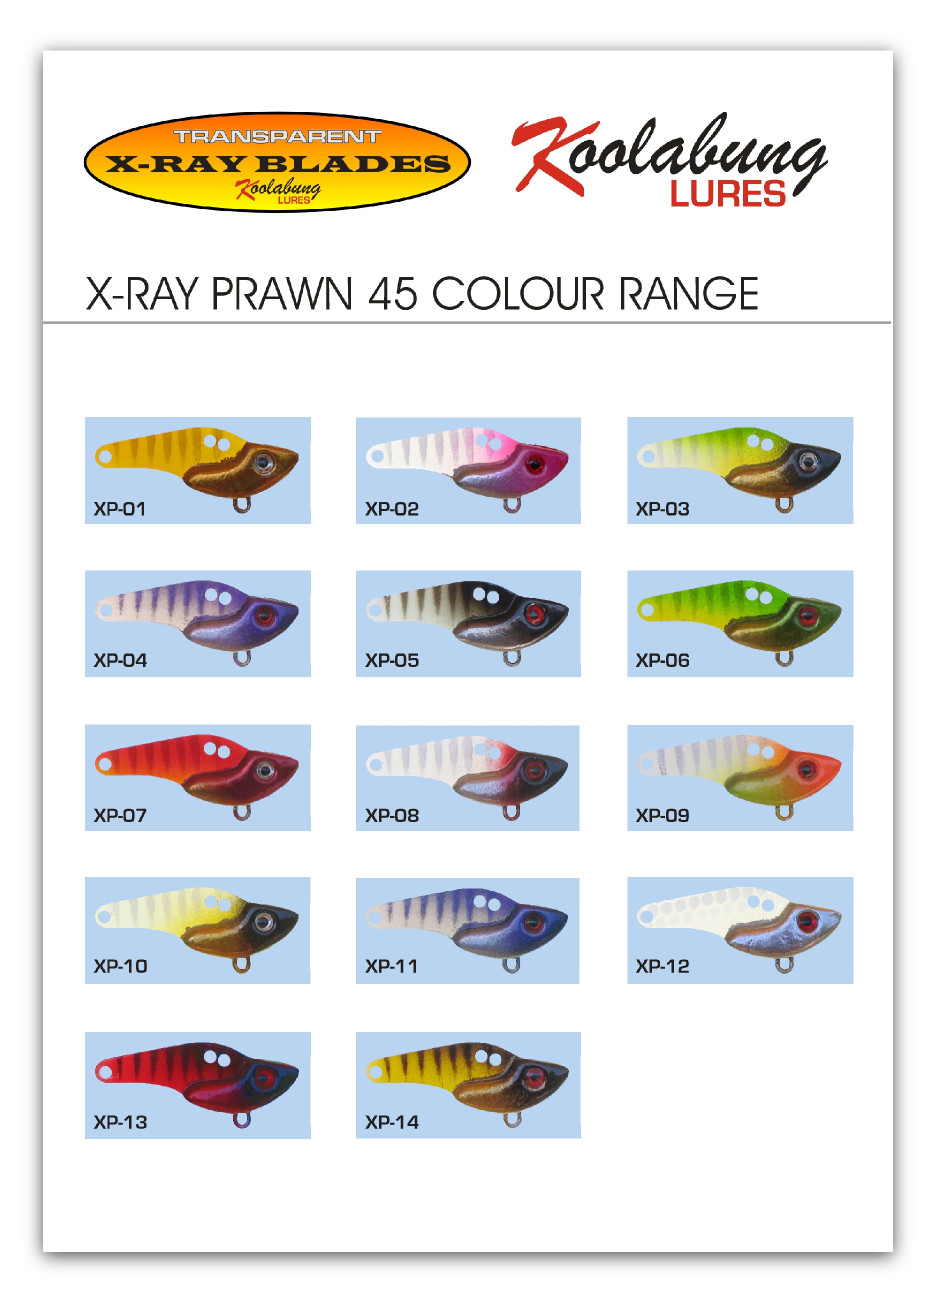 TRANSPARENT
X-RAY BLADES
Koolabung
LURES
Koolabung
LURES
X-RAY PRAWN 45 COLOUR RANGE
XP-01
XP-02
XP-03
XP-04
XP-05
XP-06
XP-07
XP-08
XP-09
XP-10
XP-11
XP-12
XP-13
XP-14